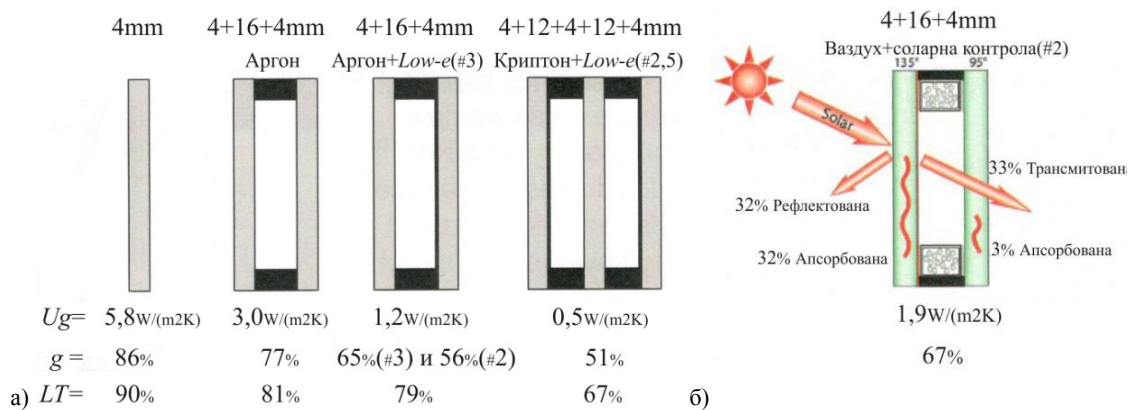 4mm 4+16+4mm 4+16+4mm 4+12+4+12+4mm
Аргон Аргон+Low-e(#3) Криптон+Low-e(#2,5)
Ug= 5,8W/(m2K) 3,0W/(m2K) 1,2W/(m2K) 0,5W/(m2K)
g = 86% 77% 65%(#3) и 56%(#2) 51%
а) LT= 90% 81% 79% 67%
4+16+4mm
Ваздух+соларна контрола(#2)
135° 95°
Solar
33% Трансмитована
32% Рефлектована
32% Апсорбована
3% Апсорбована
1,9W/(m2K)
67%
б)